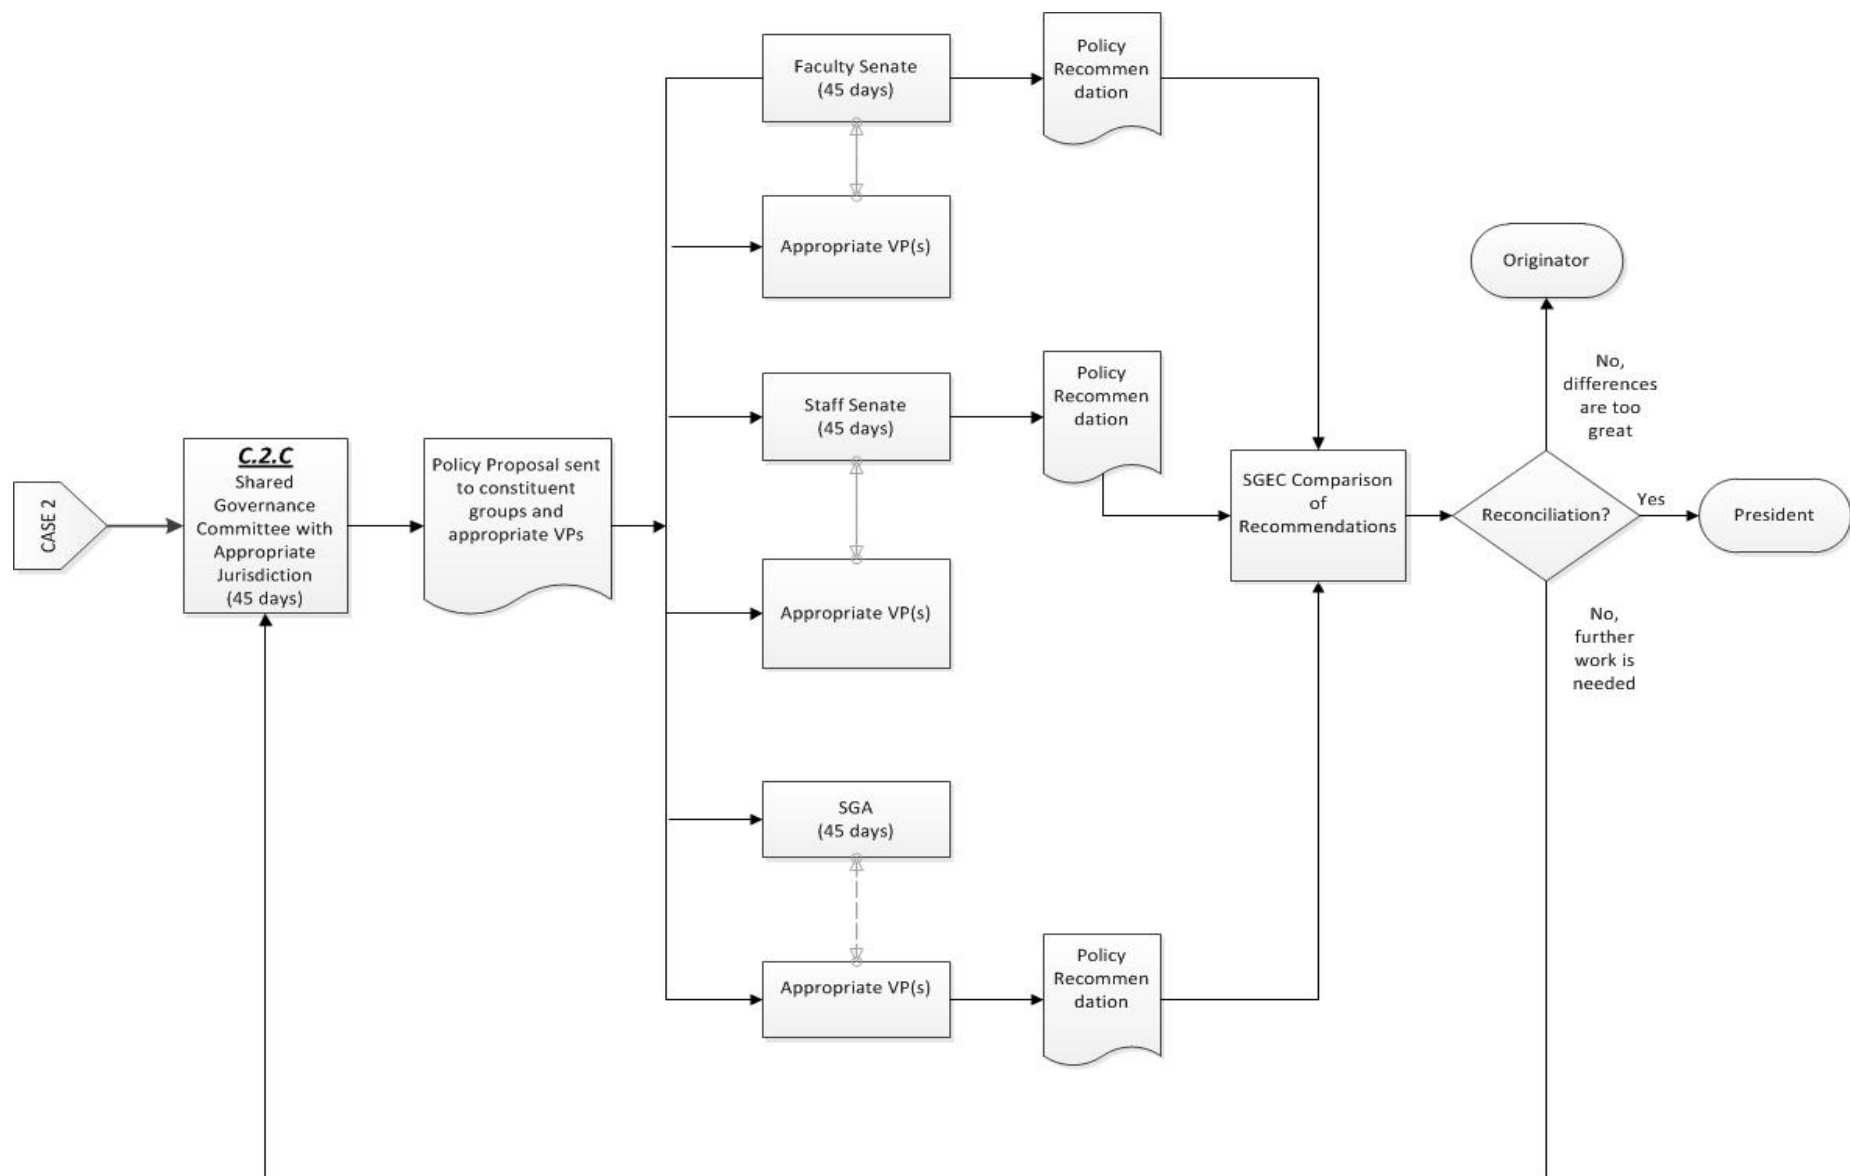 CASE 2
C.2.C
Shared
Governance
Committee with
Appropriate
Jurisdiction
(45 days)
Policy Proposal sent
to constituent
groups and
appropriate VPs
Faculty Senate
(45 days)
Policy
Recommen
dation
Appropriate VP(s)
Staff Senate
(45 days)
Policy
Recommen
dation
Appropriate VP(s)
SGA
(45 days)
Appropriate VP(s)
Policy
Recommen
dation
SGEC Comparison
of
Recommendations
Reconciliation?
Originator
No,
differences
are too
great
Yes
President
No,
further
work is
needed